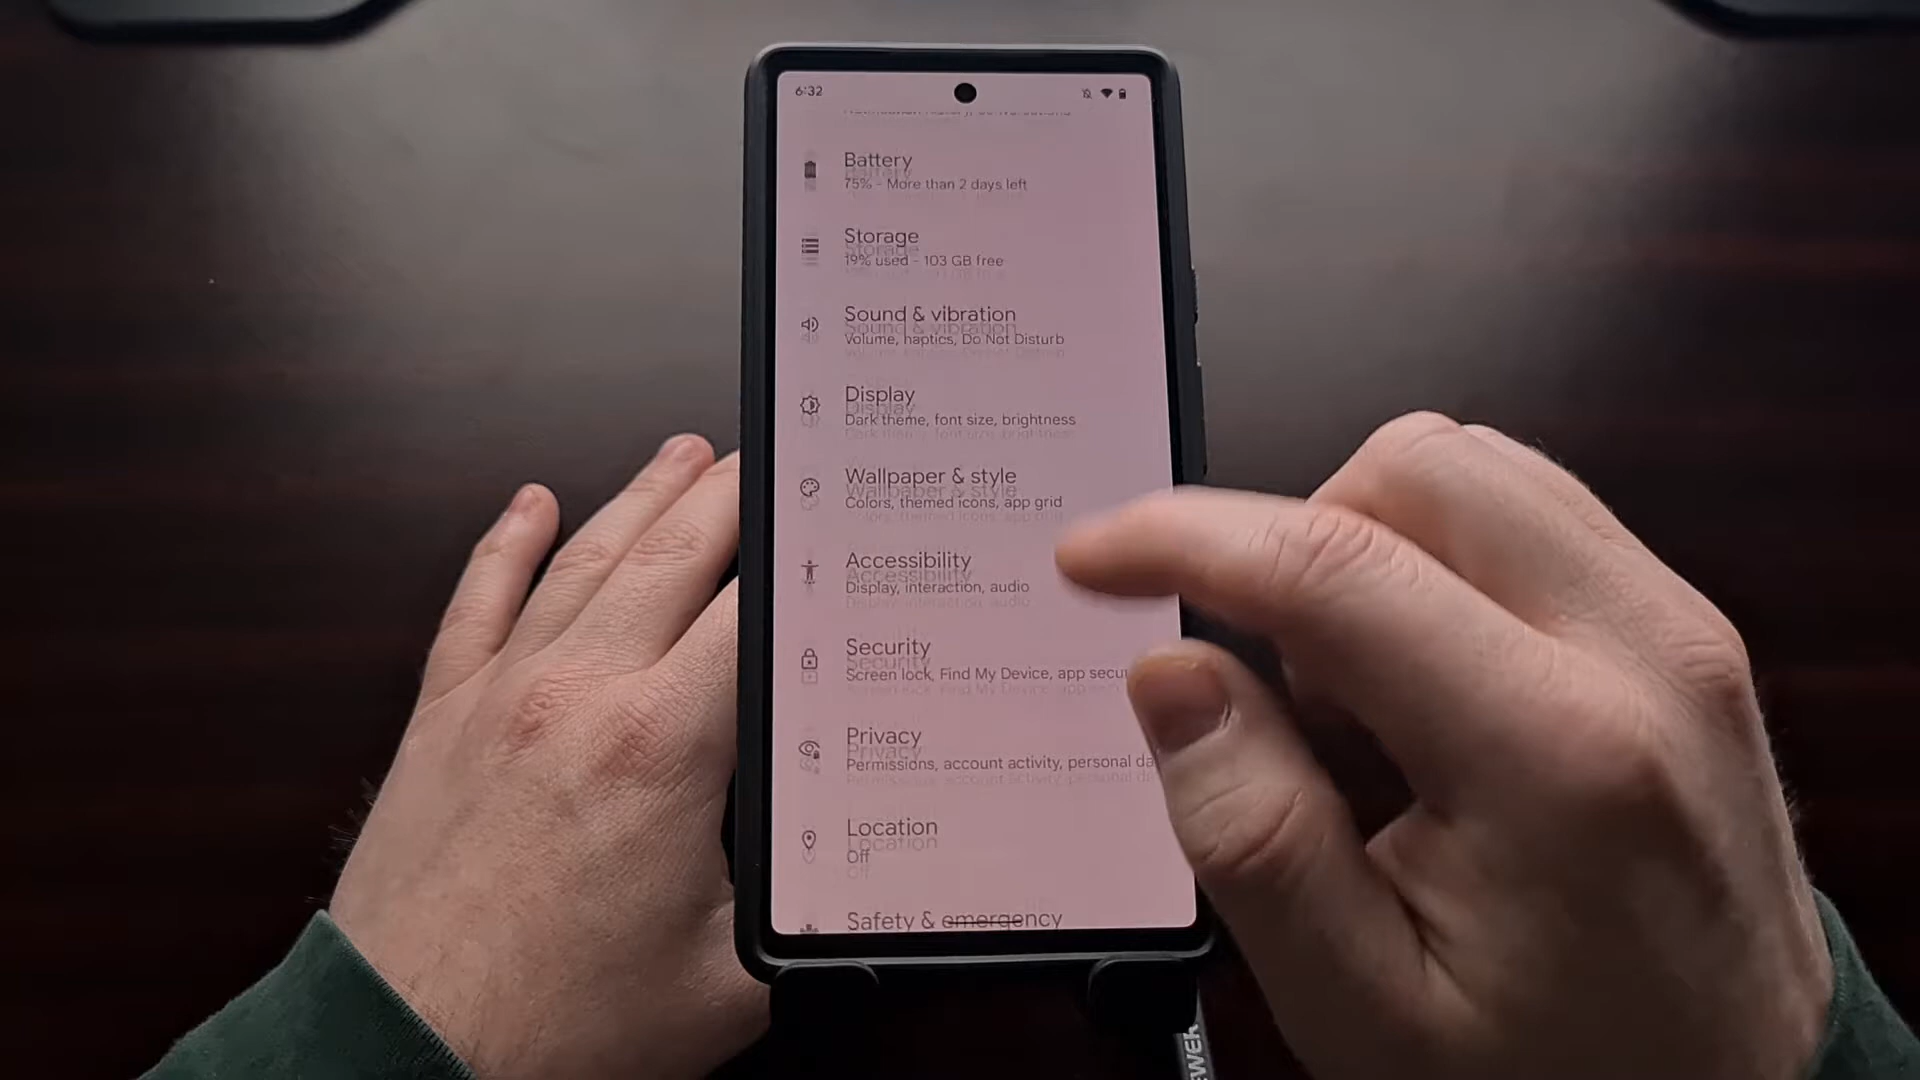 6:32
Battery
75% - More than 2 days left
Storage
19% used - 103 GB free
Sound & vibration
Volume, haptics, Do Not Disturb
Display
Dark theme, font size, brightness
Wallpaper & style
Colors, themed icons, app grid
Accessibility
Display, interaction, audio
Security
Screen lock, Find My Device, app secu
Privacy
Permissions, account activity, personal da
Location
Off
Safety & emergency
EWER